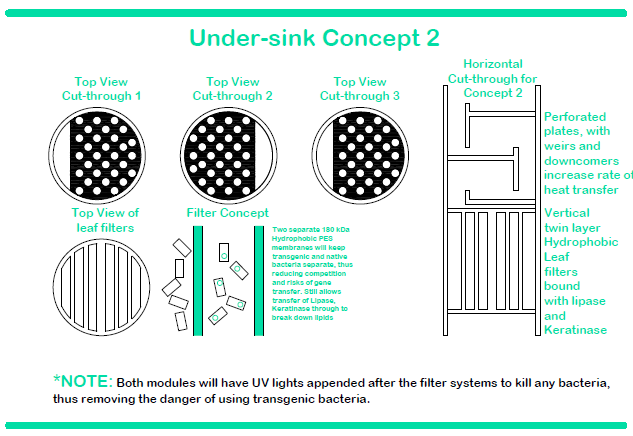 Under-sink Concept 2
Top View
Cut-through 1
Top View
Cut-through 2
Top View
Cut-through 3
Horizontal
Cut-through for
Concept 2
Perforated
plates, with
weirs and
downcomers
increase rate of
heat transfer
Top View of
leaf filters
Filter Concept
Two separate 180 kDa
Hydrophobic PES
membranes will keep
transgenic and native
bacteria separate, thus
reducing competition
and risks of gene
transfer. Still allows
transfer of Lipase,
Keratinase through to
break down lipids
Vertical
twin layer
Hydrophobic
Leaf
filters
bound
with lipase
and
Keratinase
*NOTE: Both modules will have UV lights appended after the filter systems to kill any bacteria,
thus removing the danger of using transgenic bacteria.